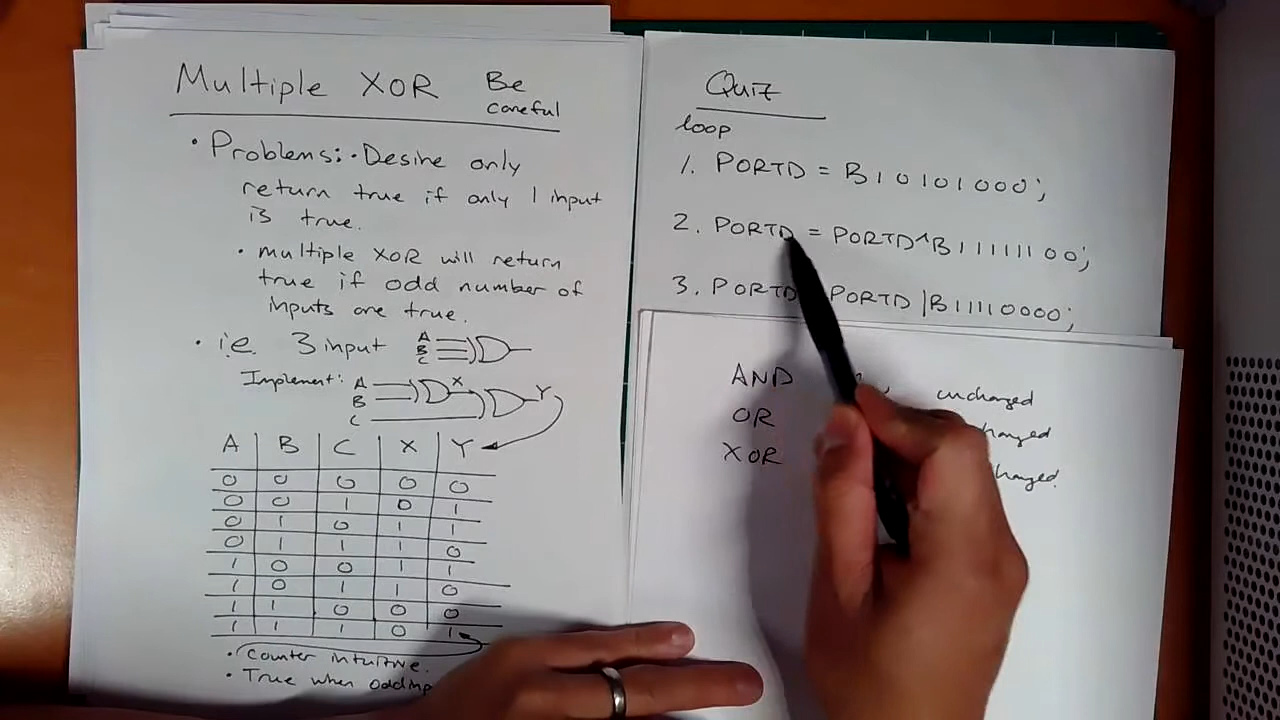 Multiple XOR Be
careful
• Problems: • Desire only
return true if only 1 input
is true.
• multiple XOR will return
true if odd number of
inputs are true.
• i.e. 3 input A
B
C
Implement: A X
B Y
C
A B C X Y
0 0 0 0 0
0 0 1 0 1
0 1 0 1 1
0 1 1 1 0
1 0 0 1 1
1 0 1 1 0
1 1 0 0 0
1 1 1 0 1
• Counter intuitive.
• True when odd
Quiz
loop
1. PORTD = B10101000;
2. PORTD = PORTD^B11111100;
3. PORTD PORTD |B11110000;
AND unchanged
OR
XOR